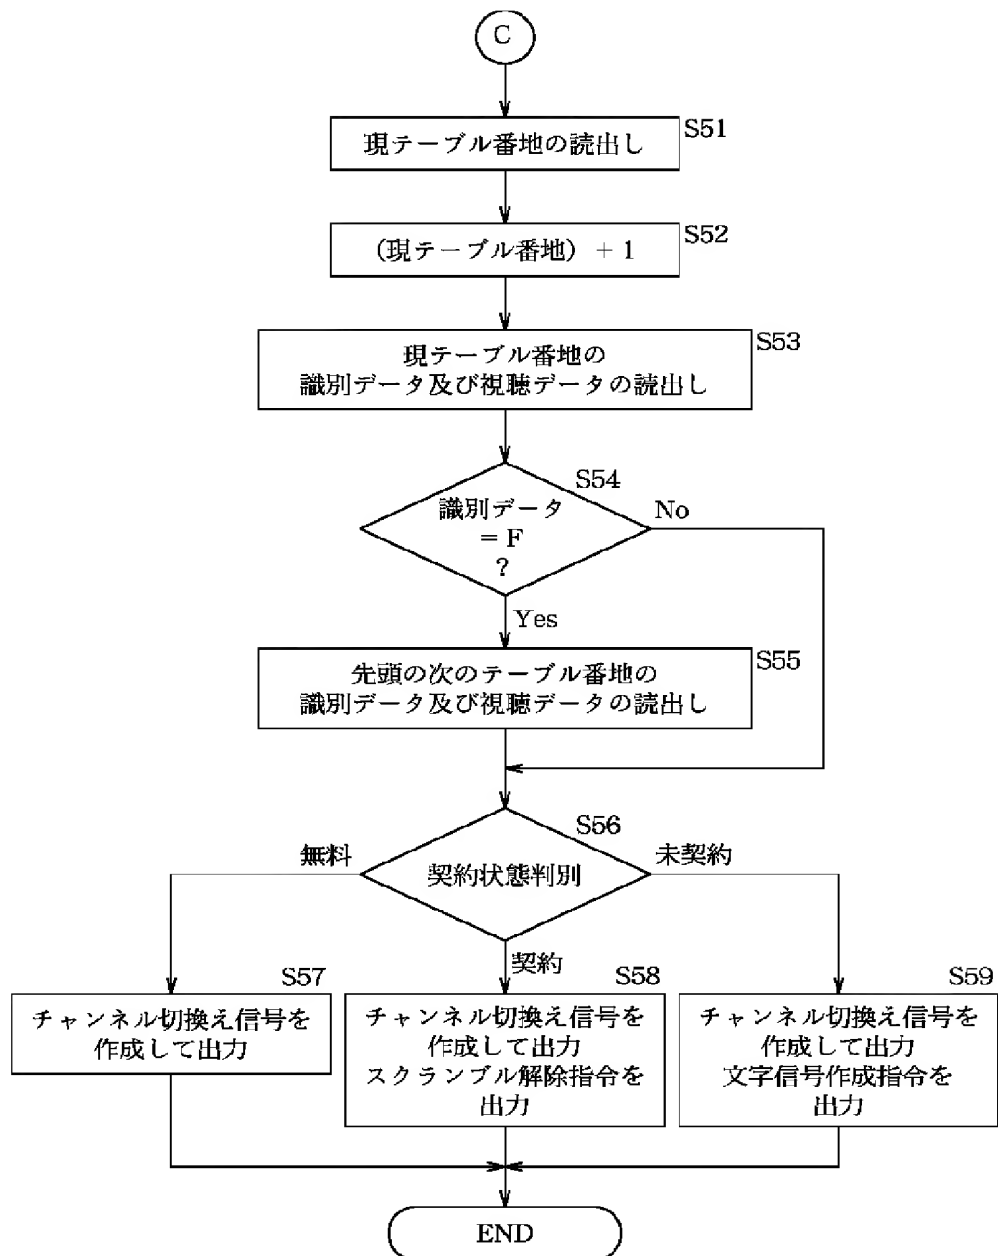 C
現テーブル番地の読出し
S51
(現テーブル番地) + 1
S52
S53
現テーブル番地の
識別データ及び視聴データの読出し
S54
識別データ
= F
?
No
Yes
S55
先頭の次のテーブル番地の
識別データ及び視聴データの読出し
S56
無料
契約状態判別
未契約
契約
S57
チャンネル切換え信号を
作成して出力
S58
チャンネル切換え信号を
作成して出力
スクランブル解除指令を
出力
S59
チャンネル切換え信号を
作成して出力
文字信号作成指令を
出力
END